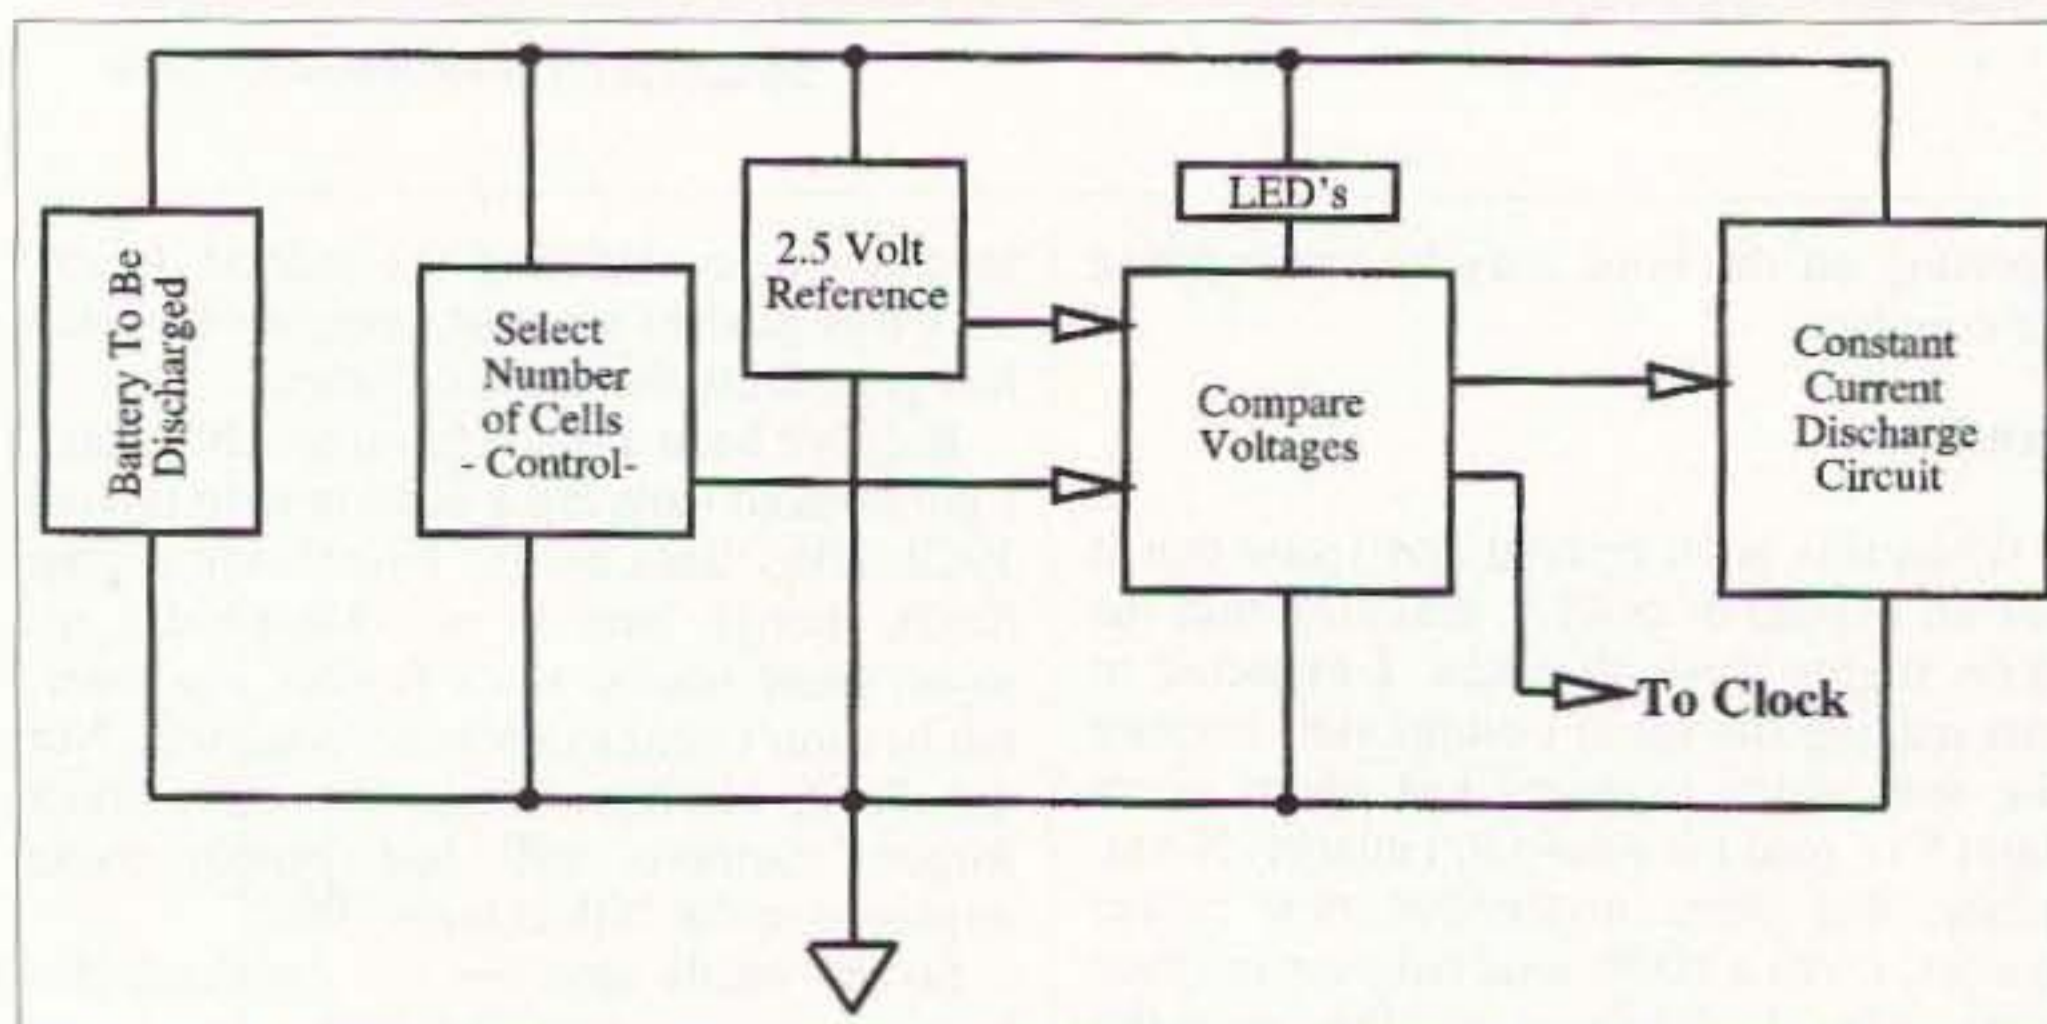 Battery To Be
Discharged
Select
Number
of Cells
- Control-
2.5 Volt
Reference
LED's
Compare
Voltages
Constant
Current
Discharge
Circuit
To Clock